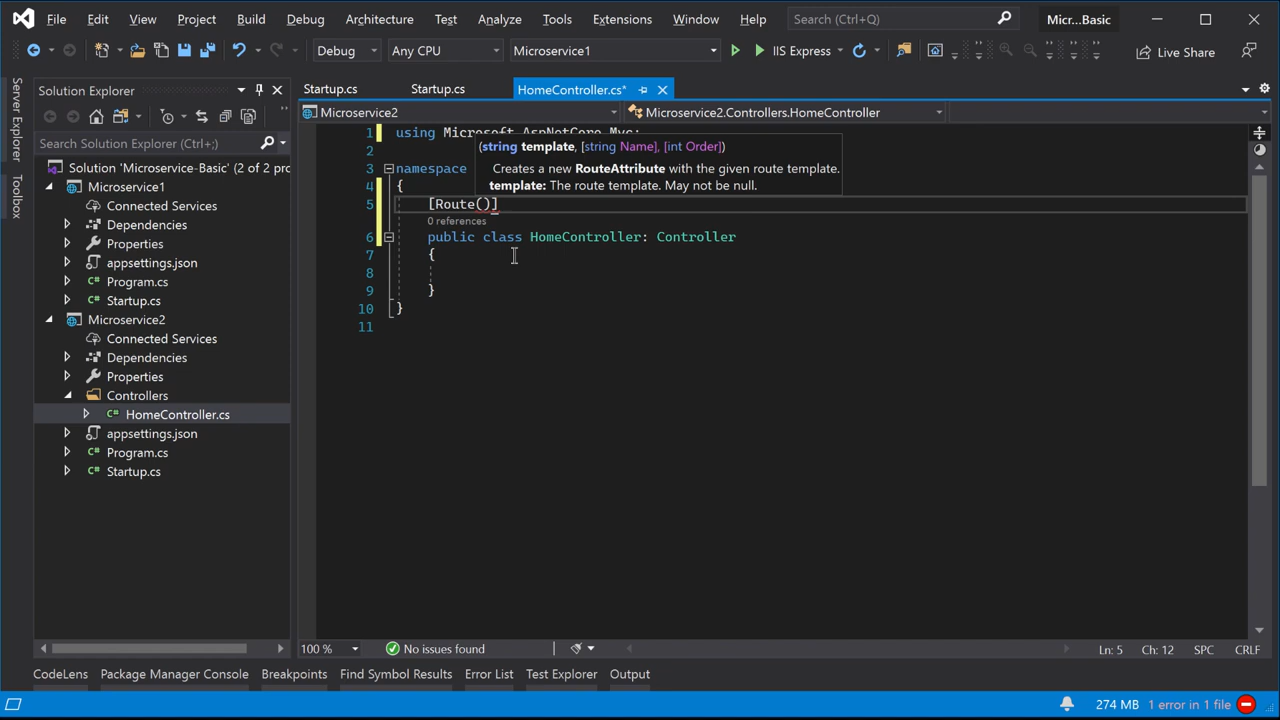 File Edit View Project Build Debug Architecture Test Analyze Tools Extensions Window Help Search (Ctrl+Q) Micr...Basic
Debug Any CPU Microservice1 IIS Express Live Share
Server Explorer
Toolbox
Solution Explorer
Search Solution Explorer (Ctrl+;)
Solution 'Microservice-Basic' (2 of 2 pro
Microservice1
Connected Services
Dependencies
Properties
appsettings.json
Program.cs
Startup.cs
Microservice2
Connected Services
Dependencies
Properties
Controllers
HomeController.cs
appsettings.json
Program.cs
Startup.cs
Startup.cs Startup.cs HomeController.cs*
Microservice2 Microservice2.Controllers.HomeController
1 using Microsoft.AspNetCore.Mvc;
2 (string template, [string Name], [int Order])
3 namespace Creates a new RouteAttribute with the given route template.
4 { template: The route template. May not be null.
5 [Route()]
0 references
6 public class HomeController: Controller
7 {
8
9 }
10 }
11
100 % No issues found Ln: 5 Ch: 12 SPC CRLF
CodeLens Package Manager Console Breakpoints Find Symbol Results Error List Test Explorer Output
274 MB 1 error in 1 file